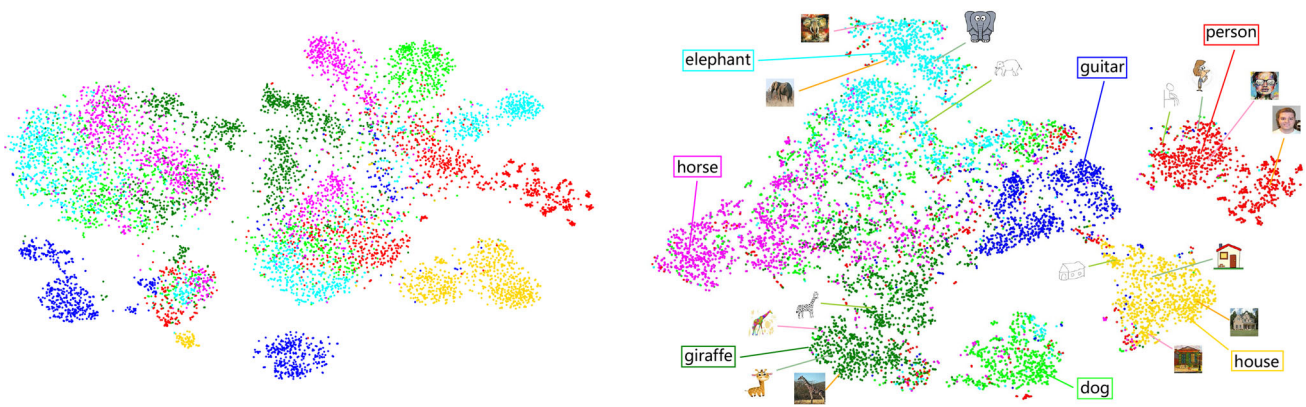 person
elephant
guitar
horse
giraffe
house
dog